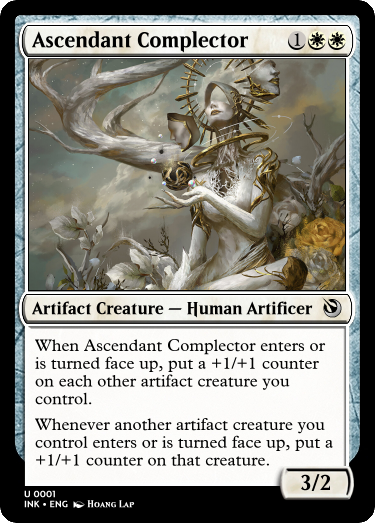 Ascendant Complector 1
Artifact Creature — Human Artificer
When Ascendant Complector enters or
is turned face up, put a +1/+1 counter
on each other artifact creature you
control.
Whenever another artifact creature you
control enters or is turned face up, put a
+1/+1 counter on that creature.
3/2
U 0001
INK • ENG Hoang Lap